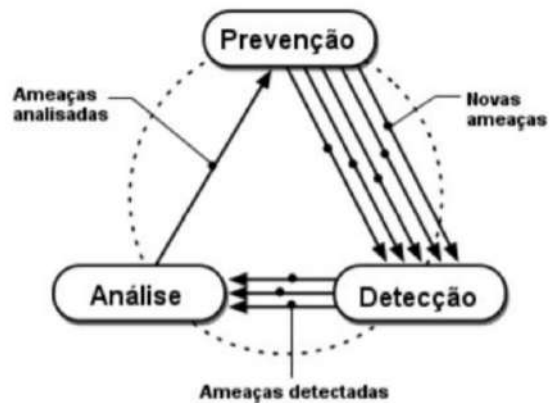 Prevenção
Ameaças
analisadas
Novas
ameaças
Análise
Detecção
Ameaças detectadas